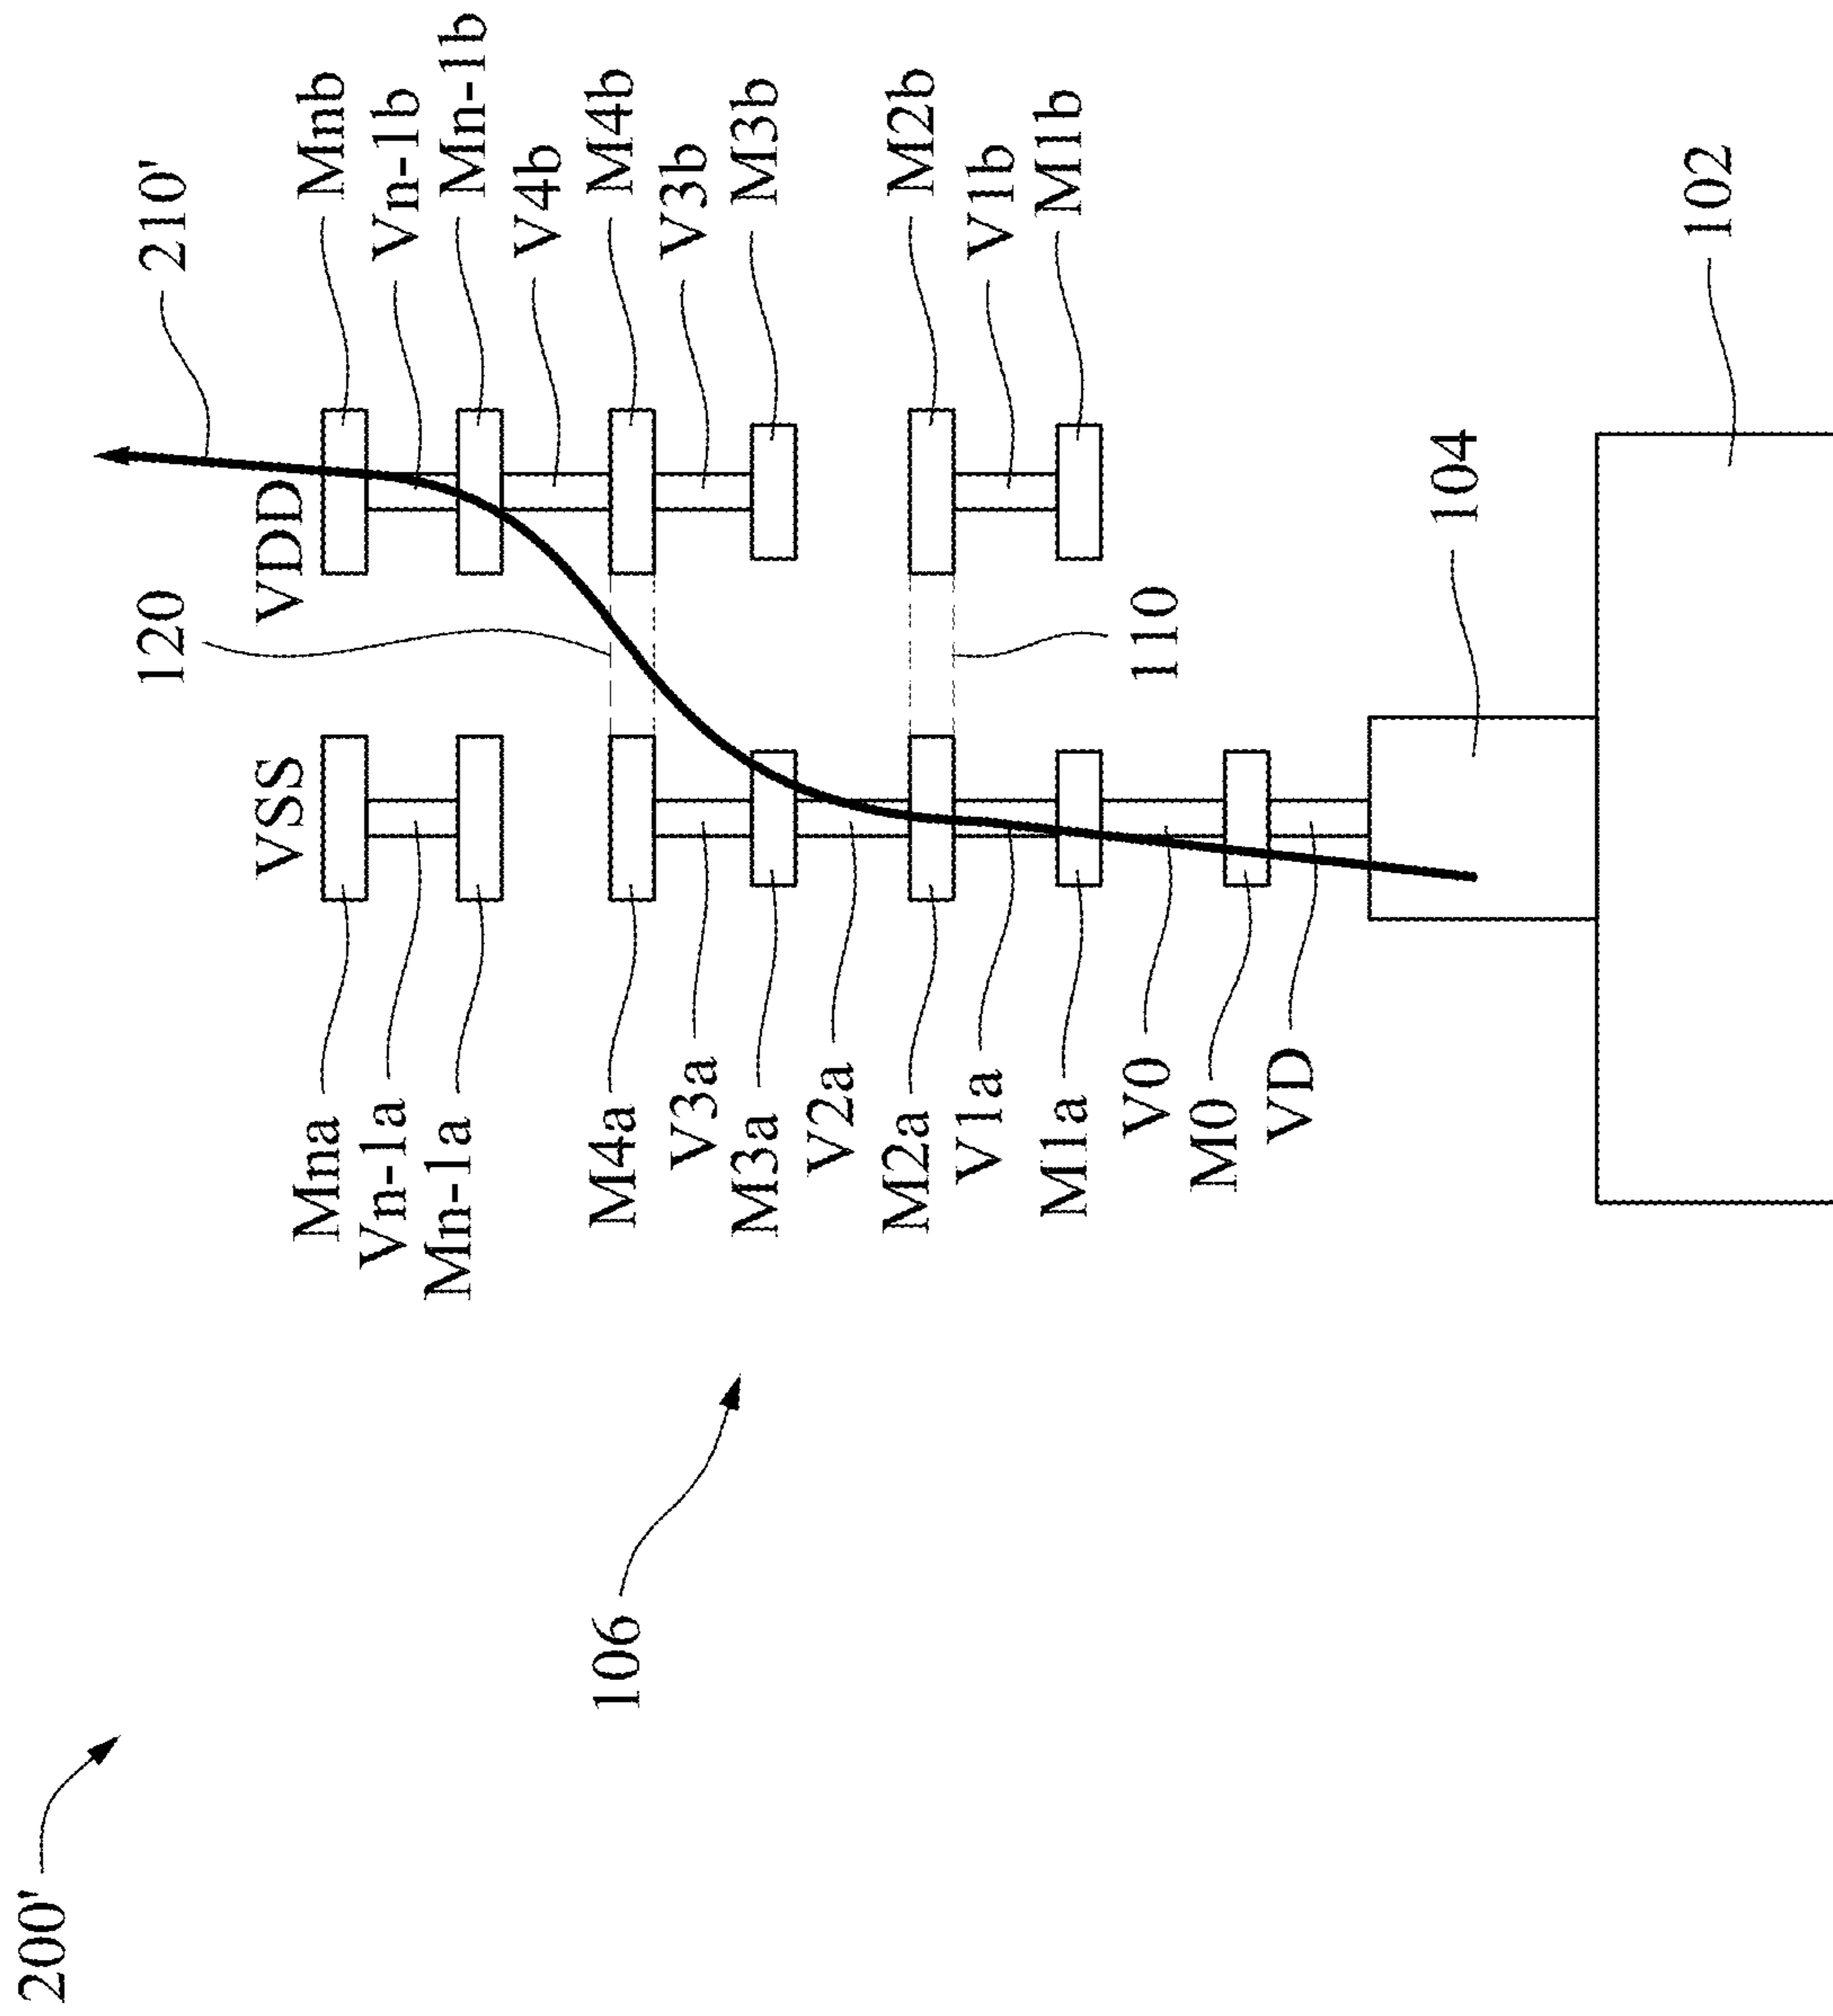 200'
106
210'
120
VSS
VDD
Mna
Vn-1a
Mn-1a
M4a
V3a
M3a
V2a
M2a
V1a
M1a
V0
M0
VD
Mnb
Vn-1b
Mn-1b
V4b
M4b
V3b
M3b
M2b
V1b
M1b
110
104
102